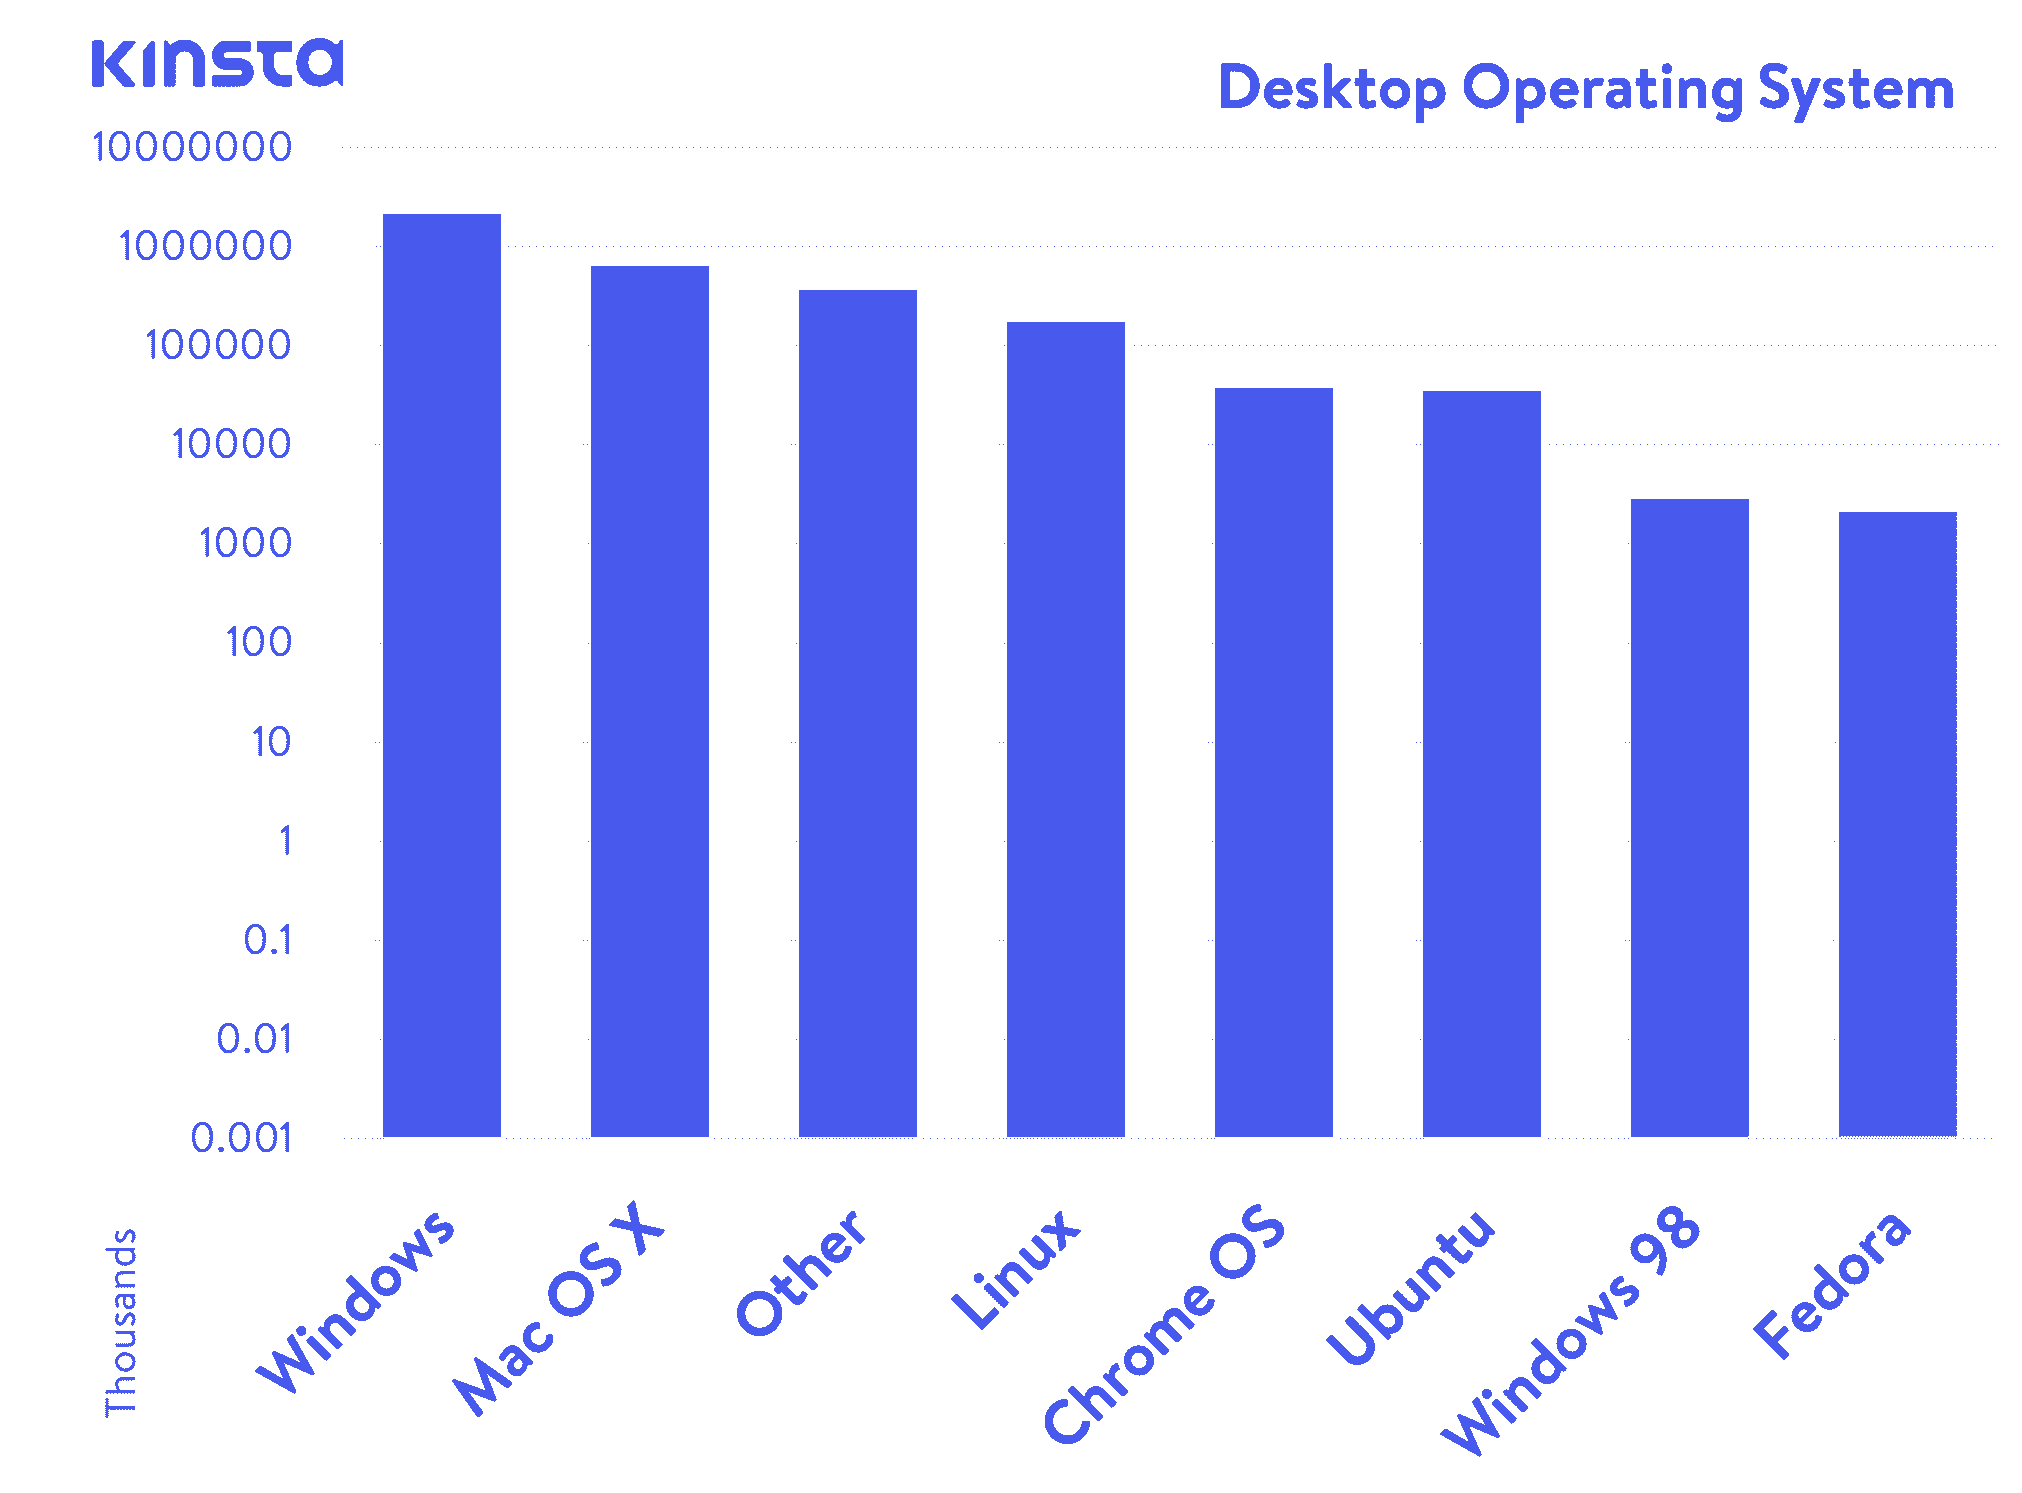 Kinsta
Desktop Operating System
10000000
1000000
100000
10000
1000
100
10
1
0.1
0.01
0.001
Thousands
Windows
Mac OS X
Other
Linux
Chrome OS
Ubuntu
Windows 98
Fedora